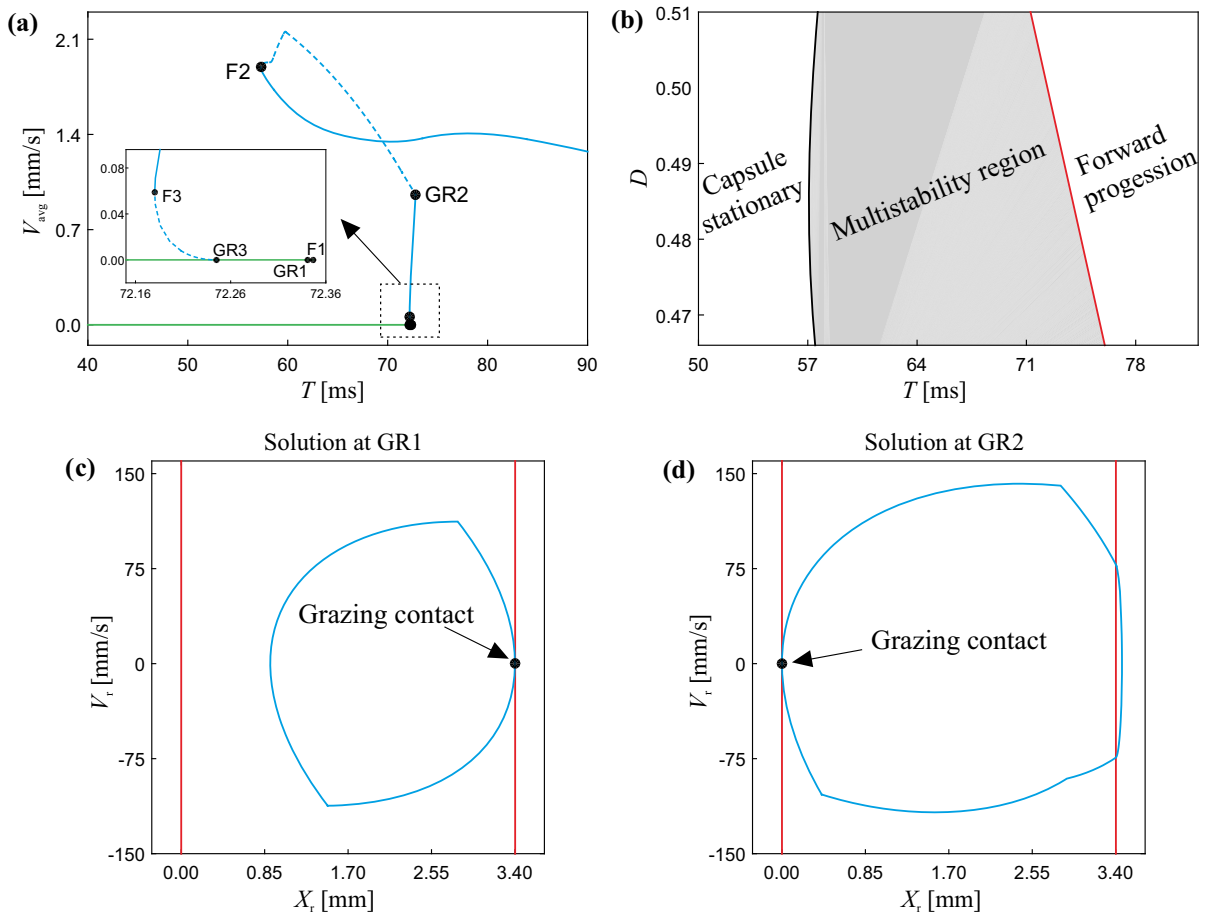 (a)
2.1
1.4
0.7
0.0
V_avg [mm/s]
F2
GR2
0.08
0.04
0.00
F3
GR3
F1
GR1
72.16
72.26
72.36
40
50
60
70
80
90
T [ms]
(b)
0.51
0.50
0.49
0.48
0.47
D
Capsule
stationary
Multistability region
Forward
progession
50
57
64
71
78
T [ms]
Solution at GR1
(c)
150
75
0
-75
-150
V_r [mm/s]
Grazing contact
0.00
0.85
1.70
2.55
3.40
X_r [mm]
Solution at GR2
(d)
150
75
0
-75
-150
V_r [mm/s]
Grazing contact
0.00
0.85
1.70
2.55
3.40
X_r [mm]